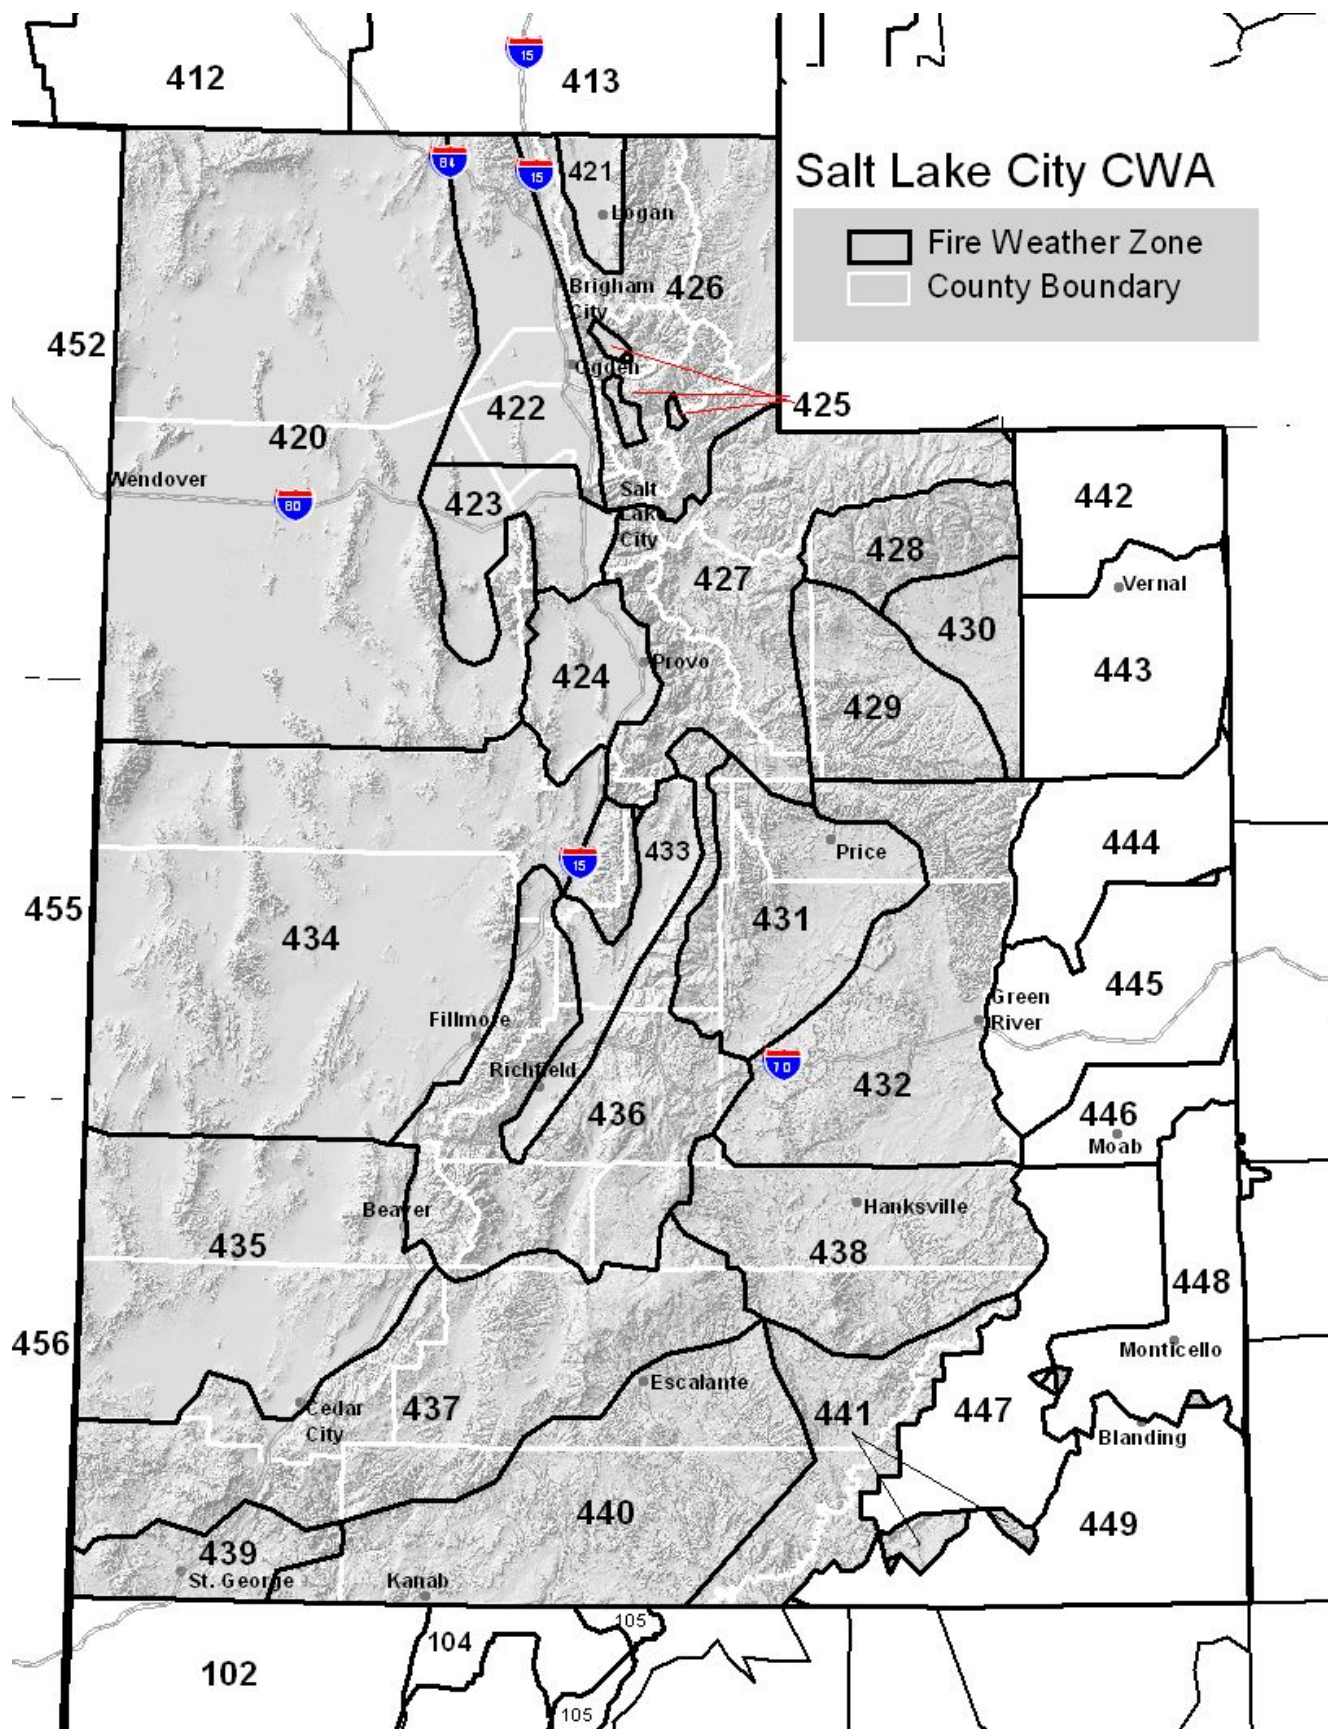 15
412
413
84
15
421
Salt Lake City CWA
Fire Weather Zone
County Boundary
Logan
Brigham
City
426
452
Ogden
422
425
420
Wendover
80
423
Salt
Lake
City
442
428
427
Vernal
430
424
Provo
443
429
15
433
Price
444
455
434
431
445
Green
River
Fillmore
Richfield
70
432
436
446
Moab
Beaver
Hanksville
435
438
448
456
Monticello
Escalante
437
Cedar
City
441
447
Blanding
440
449
439
St. George
Kanab
105
104
102
105